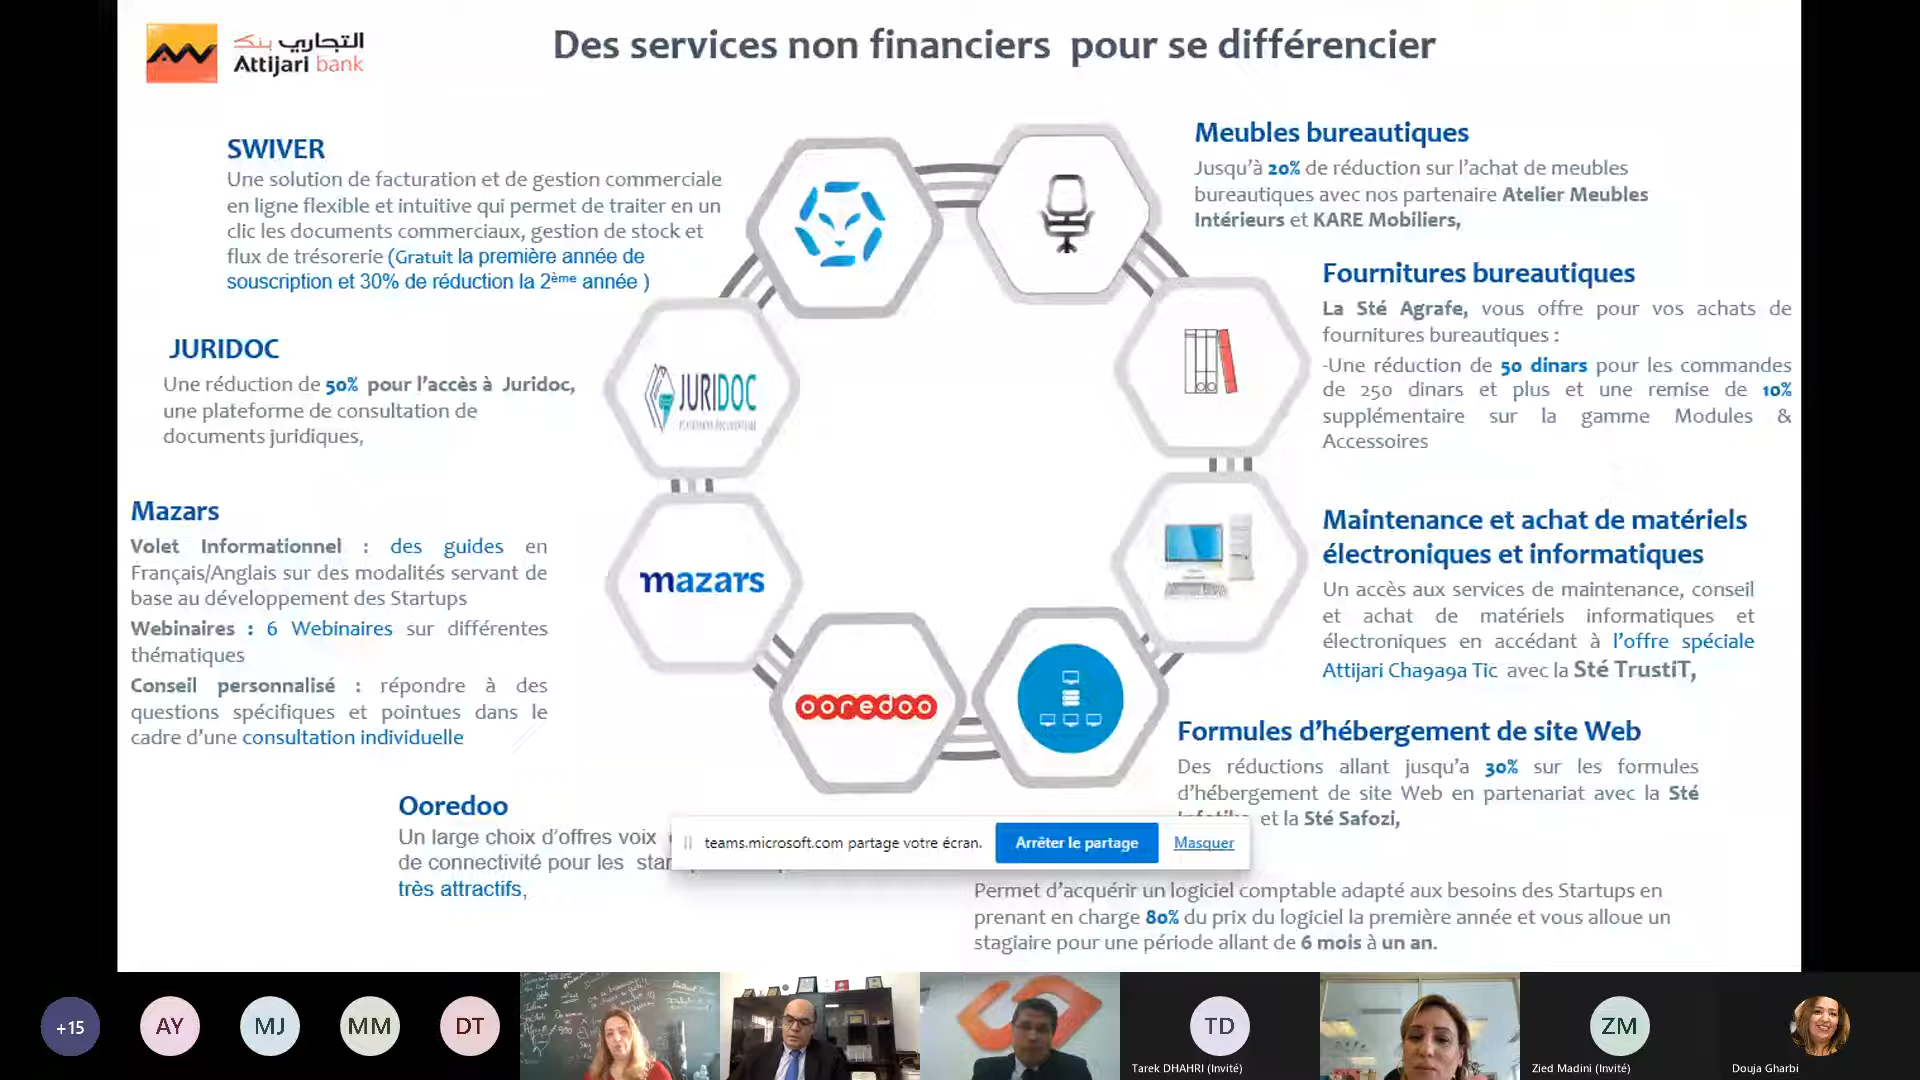 التجاري بنك
Attijari bank
Des services non financiers pour se différencier
SWIVER
Une solution de facturation et de gestion commerciale
en ligne flexible et intuitive qui permet de traiter en un
clic les documents commerciaux, gestion de stock et
flux de trésorerie (Gratuit la première année de
souscription et 30% de réduction la 2ème année )
JURIDOC
Une réduction de 50% pour l'accès à Juridoc,
une plateforme de consultation de
documents juridiques,
Mazars
Volet Informationnel : des guides en
Français/Anglais sur des modalités servant de
base au développement des Startups
Webinaires : 6 Webinaires sur différentes
thématiques
Conseil personnalisé : répondre à des
questions spécifiques et pointues dans le
cadre d'une consultation individuelle
Ooredoo
Un large choix d'offres voix
de connectivité pour les
très attractifs,
JURIDOC
mazars
ooredoo
Meubles bureautiques
Jusqu'à 20% de réduction sur l'achat de meubles
bureautiques avec nos partenaire Atelier Meubles
Intérieurs et KARE Mobiliers,
Fournitures bureautiques
La Sté Agrafe, vous offre pour vos achats de
fournitures bureautiques :
-Une réduction de 50 dinars pour les commandes
de 250 dinars et plus et une remise de 10%
supplémentaire sur la gamme Modules &
Accessoires
Maintenance et achat de matériels
électroniques et informatiques
Un accès aux services de maintenance, conseil
et achat de matériels informatiques et
électroniques en accédant à l'offre spéciale
Attijari Cha9a9a Tic avec la Sté TrustiT,
Formules d'hébergement de site Web
Des réductions allant jusqu'a 30% sur les formules
d'hébergement de site Web en partenariat avec la Sté
et la Sté Safozi,
teams.microsoft.com partage votre écran.
Arrêter le partage
Masquer
Permet d'acquérir un logiciel comptable adapté aux besoins des Startups en
prenant en charge 80% du prix du logiciel la première année et vous alloue un
stagiaire pour une période allant de 6 mois à un an.
+15
AY
MJ
MM
DT
TD
Tarek DHAHRI (Invité)
ZM
Zied Madini (Invité)
Douja Gharbi